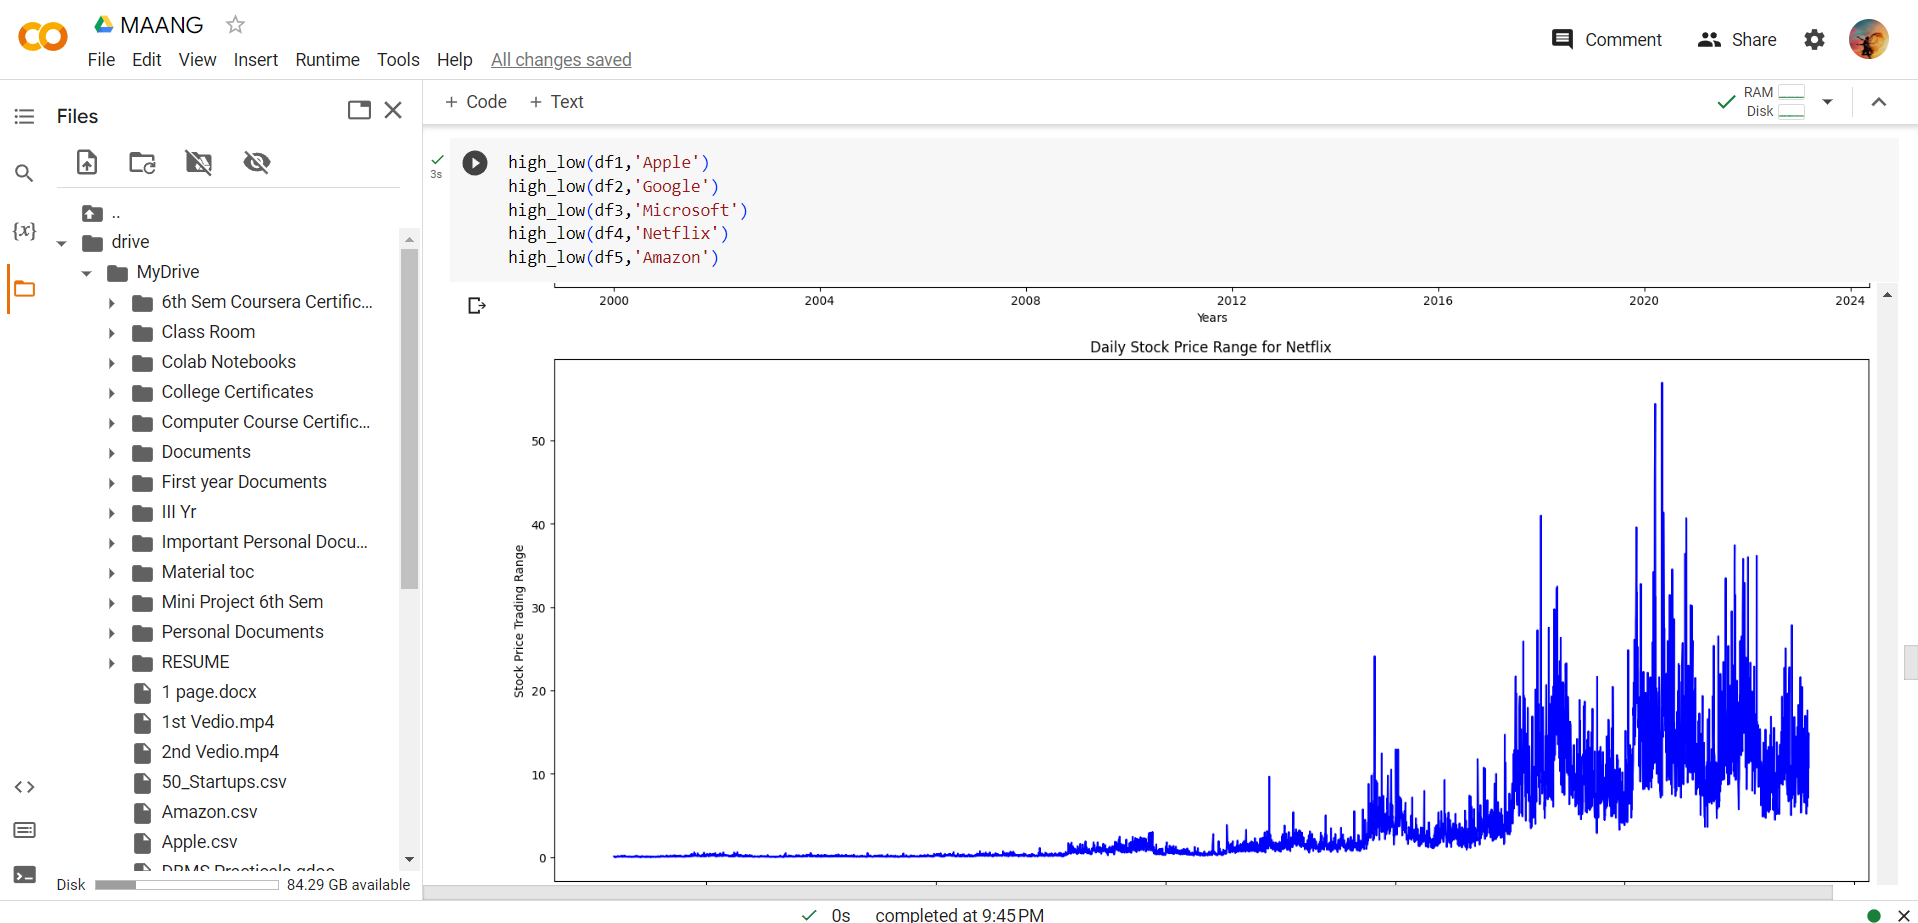 MAANG
File Edit View Insert Runtime Tools Help All changes saved
Comment Share
Files
+ Code + Text
RAM
Disk
{x}
..
drive
MyDrive
6th Sem Coursera Certific...
Class Room
Colab Notebooks
College Certificates
Computer Course Certific...
Documents
First year Documents
III Yr
Important Personal Docu...
Material toc
Mini Project 6th Sem
Personal Documents
RESUME
1 page.docx
1st Vedio.mp4
2nd Vedio.mp4
50_Startups.csv
Amazon.csv
Apple.csv
DBMS Practicals.gdoc
Disk 84.29 GB available
3s
high_low(df1,'Apple')
high_low(df2,'Google')
high_low(df3,'Microsoft')
high_low(df4,'Netflix')
high_low(df5,'Amazon')
2000 2004 2008 2012 2016 2020 2024
Years
Daily Stock Price Range for Netflix
Stock Price Trading Range
50
40
30
20
10
0
0s completed at 9:45 PM